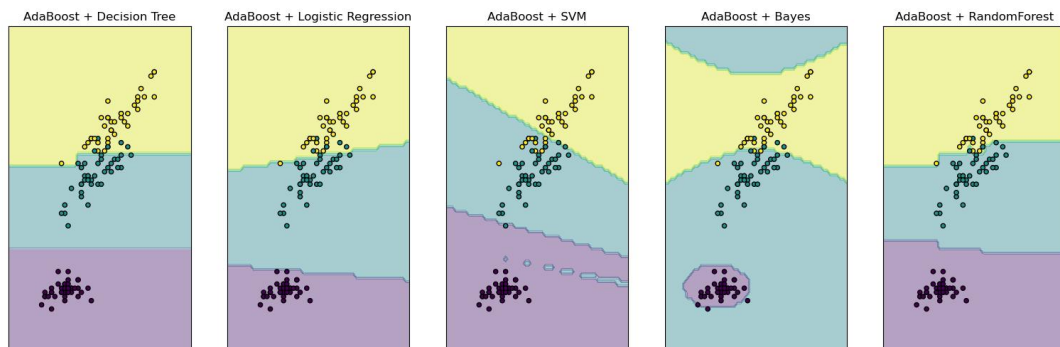 AdaBoost + Decision Tree
AdaBoost + Logistic Regression
AdaBoost + SVM
AdaBoost + Bayes
AdaBoost + RandomForest